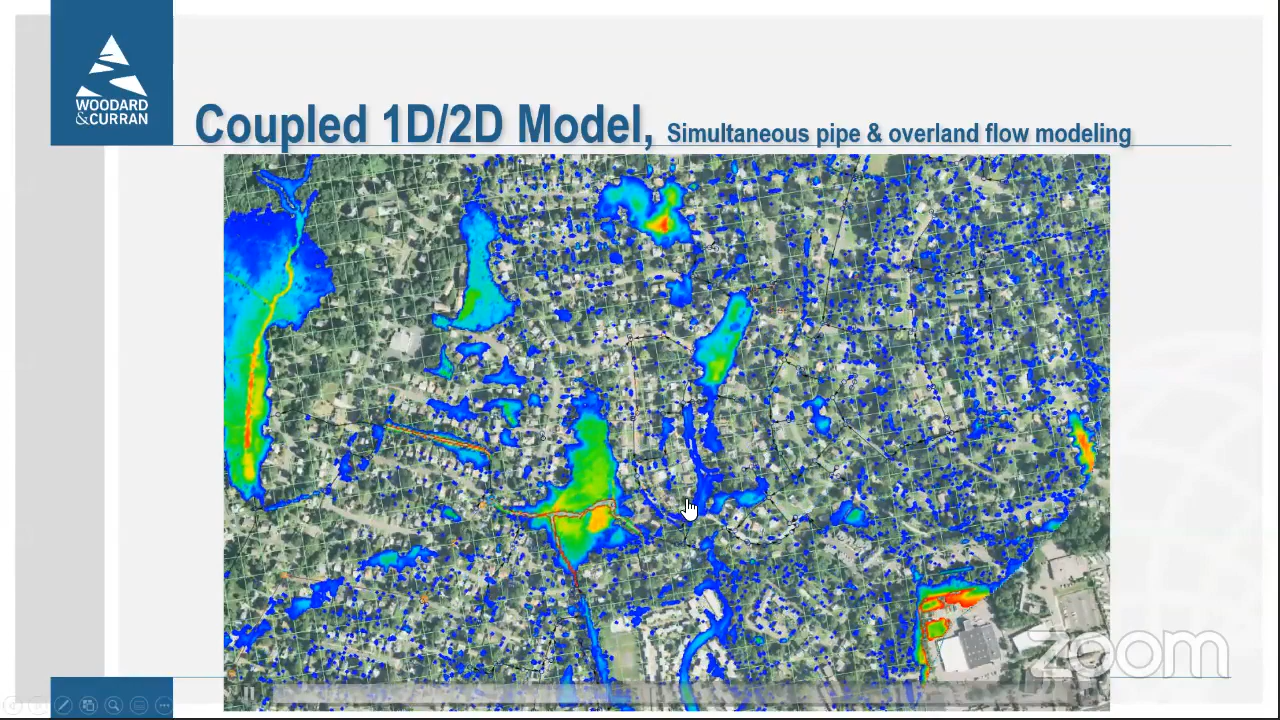 WOODARD
&CURRAN
Coupled 1D/2D Model, Simultaneous pipe & overland flow modeling
zoom